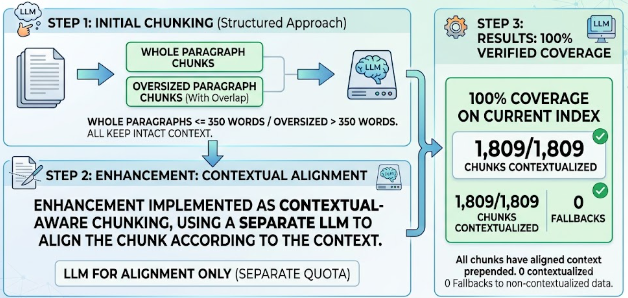 LLM
STEP 1: INITIAL CHUNKING (Structured Approach)
WHOLE PARAGRAPH
CHUNKS
OVERSIZED PARAGRAPH
CHUNKS (With Overlap)
LLM
WHOLE PARAGRAPHS <= 350 WORDS / OVERSIZED > 350 WORDS.
ALL KEEP INTACT CONTEXT.
STEP 2: ENHANCEMENT: CONTEXTUAL ALIGNMENT
LLM
ENHANCEMENT IMPLEMENTED AS CONTEXTUAL-
AWARE CHUNKING, USING A SEPARATE LLM TO
ALIGN THE CHUNK ACCORDING TO THE CONTEXT.
LLM FOR ALIGNMENT ONLY (SEPARATE QUOTA)
STEP 3:
RESULTS: 100%
VERIFIED COVERAGE
LLM
100% COVERAGE
ON CURRENT INDEX
1,809/1,809
CHUNKS CONTEXTUALIZED
1,809/1,809
CHUNKS
CONTEXTUALIZED
0
FALLBACKS
All chunks have aligned context
prepended. 0 contextualized
0 Fallbacks to non-contextualized data.